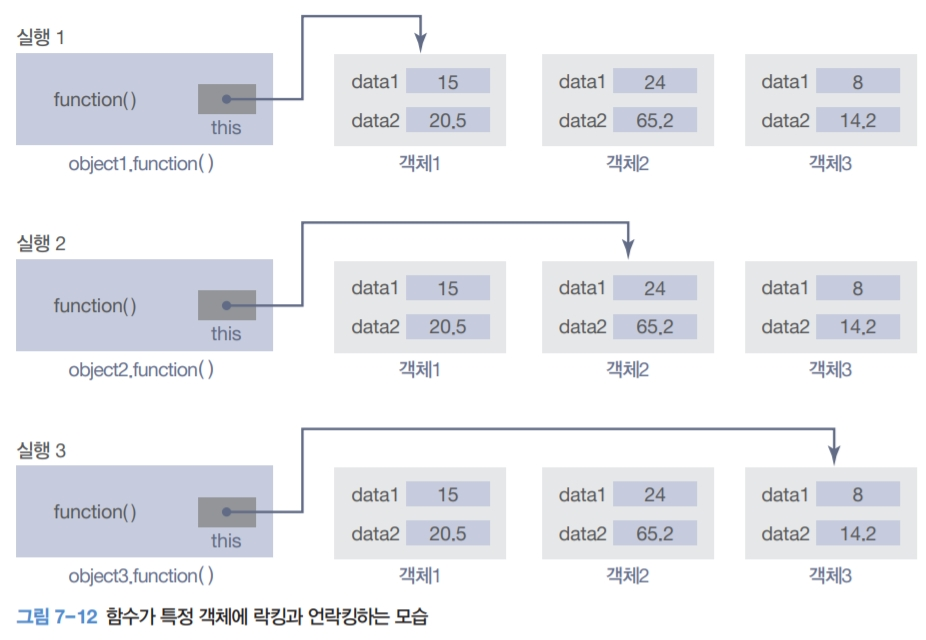 실행 1
function()
this
object1.function()
data1 15
data2 20.5
객체1
data1 24
data2 65.2
객체2
data1 8
data2 14.2
객체3
실행 2
function()
this
object2.function()
data1 15
data2 20.5
객체1
data1 24
data2 65.2
객체2
data1 8
data2 14.2
객체3
실행 3
function()
this
object3.function()
data1 15
data2 20.5
객체1
data1 24
data2 65.2
객체2
data1 8
data2 14.2
객체3
그림 7-12 함수가 특정 객체에 락킹과 언락킹하는 모습